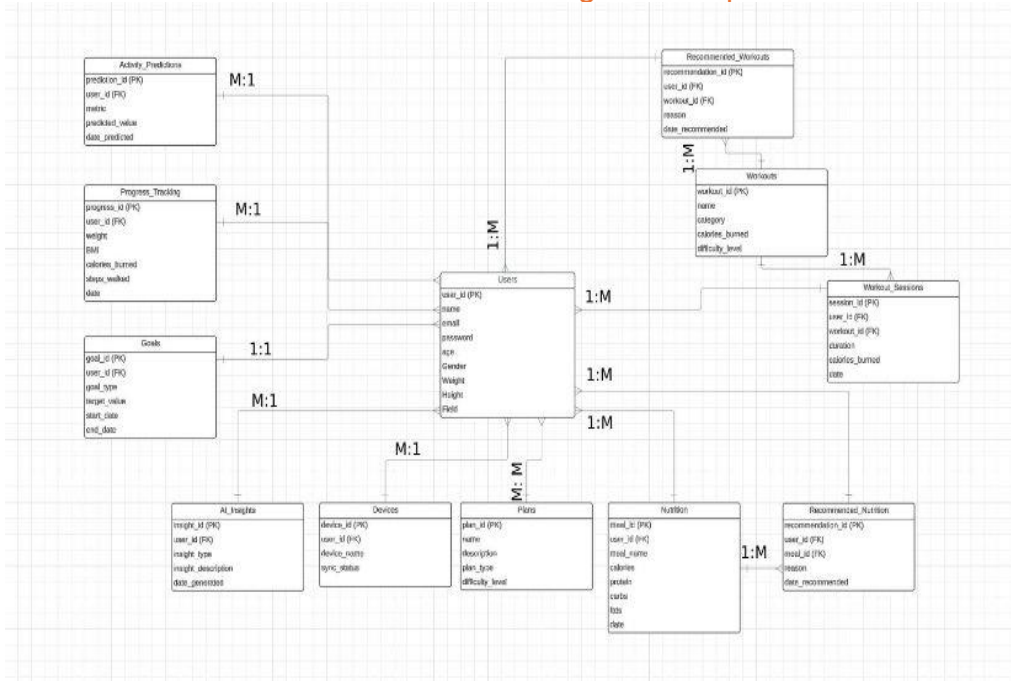 Activity_Predictions
prediction_id (PK)
user_id (FK)
metric
predicted_value
date_predicted
M:1
Progress_Tracking
progress_id (PK)
user_id (FK)
weight
BMI
calories_burned
steps_walked
date
M:1
Goals
goal_id (PK)
user_id (FK)
goal_type
target_value
start_date
end_date
1:1
M:1
Recommended_Workouts
recommendation_id (PK)
user_id (FK)
workout_id (FK)
reason
date_recommended
1:M
1:M
Workouts
workout_id (PK)
name
category
calories_burned
difficulty_level
1:M
Workout_Sessions
session_id (PK)
user_id (FK)
workout_id (FK)
duration
calories_burned
date
Users
user_id (PK)
name
email
password
age
Gender
Weight
Height
Field
1:M
1:M
1:M
M:1
M: M
AI_Insights
insight_id (PK)
user_id (FK)
insight_type
insight_description
date_generated
Devices
device_id (PK)
user_id (FK)
device_name
sync_status
Plans
plan_id (PK)
name
description
plan_type
difficulty_level
Nutrition
meal_id (PK)
user_id (FK)
meal_name
calories
protein
carbs
fats
date
1:M
Recommended_Nutrition
recommendation_id (PK)
user_id (FK)
meal_id (FK)
reason
date_recommended